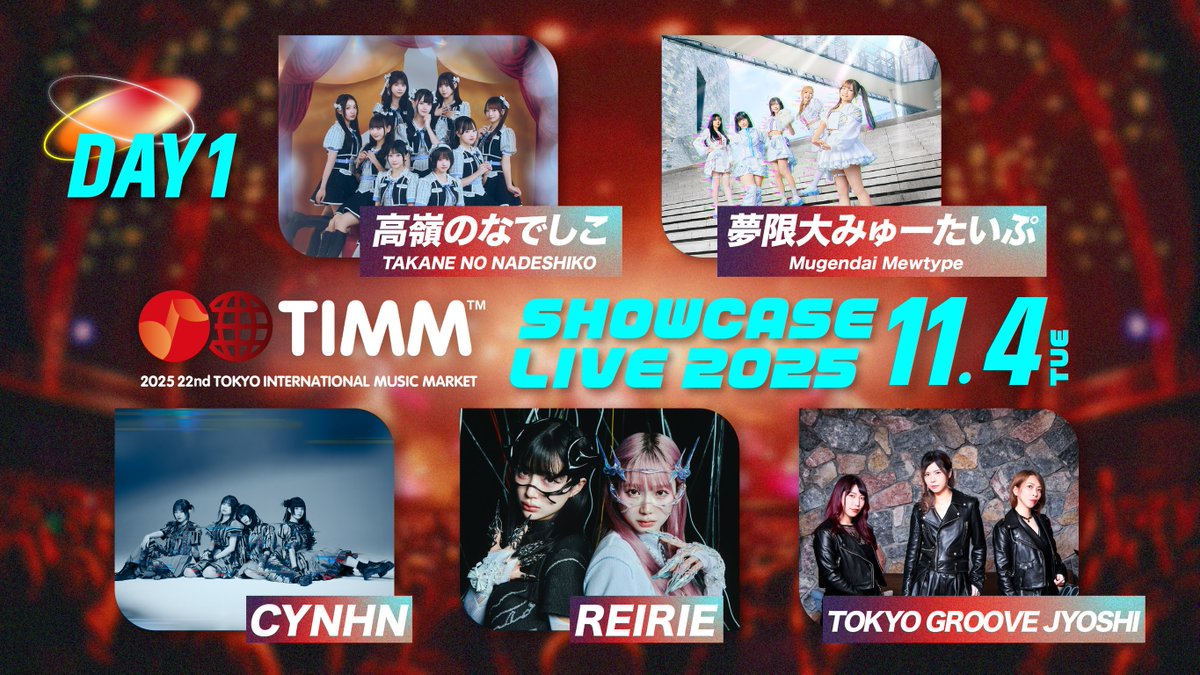 DAY1
高嶺のなでしこ
TAKANE NO NADESHIKO
夢限大みゅーたいぷ
Mugendai Mewtype
TIMM™
2025 22nd TOKYO INTERNATIONAL MUSIC MARKET
SHOWCASE
LIVE 2025
11.4
TUE
CYNHN
REIRIE
TOKYO GROOVE JYOSHI